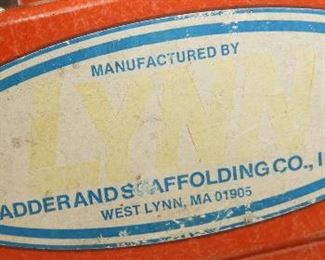 MANUFACTURED BY
LYNN
ADDER AND SCAFFOLDING CO., I
WEST LYNN, MA 01905